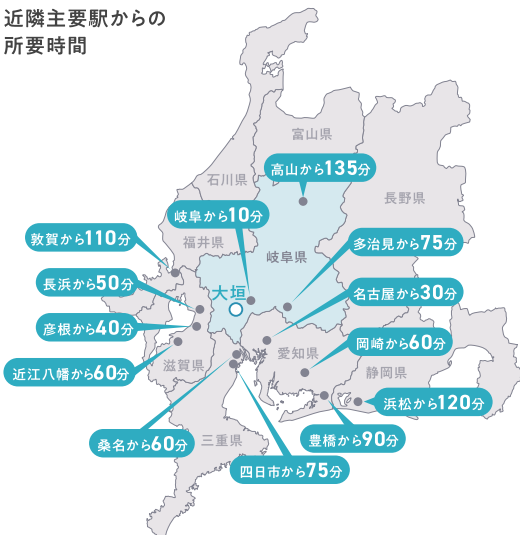 近隣主要駅からの
所要時間
富山県
高山から135分
石川県
長野県
岐阜から10分
敦賀から110分
福井県
多治見から75分
岐阜県
長浜から50分
大垣
名古屋から30分
彦根から40分
岡崎から60分
愛知県
滋賀県
近江八幡から60分
静岡県
浜松から120分
桑名から60分
三重県
豊橋から90分
四日市から75分